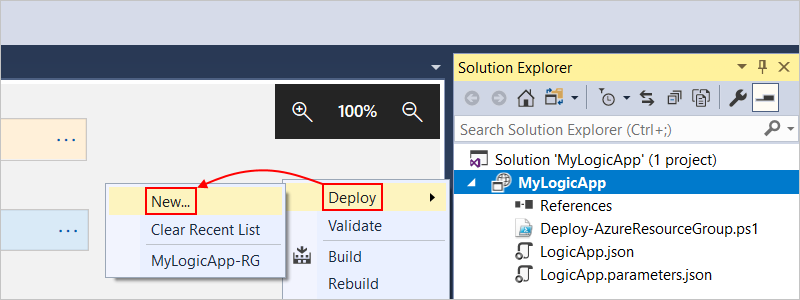 Solution Explorer
100%
Search Solution Explorer (Ctrl+;)
Solution 'MyLogicApp' (1 project)
MyLogicApp
References
Deploy-AzureResourceGroup.ps1
LogicApp.json
LogicApp.parameters.json
Deploy
Validate
Build
Rebuild
New...
Clear Recent List
MyLogicApp-RG